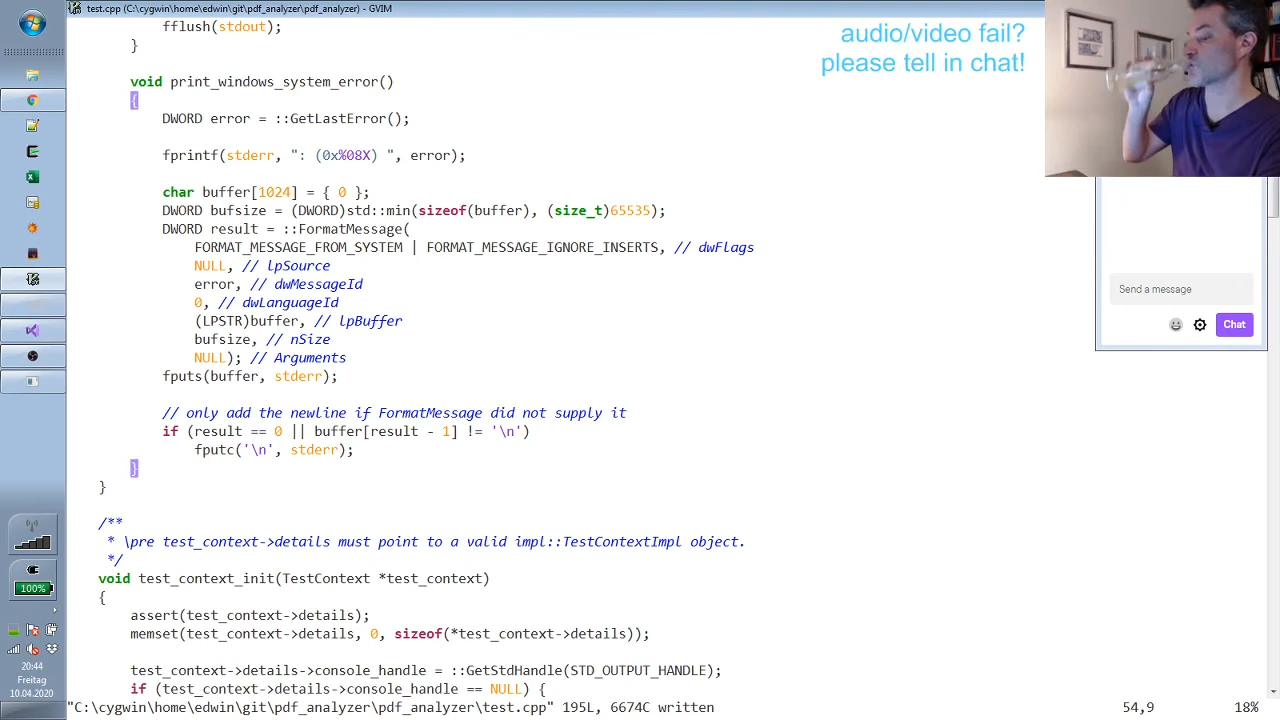 test.cpp (C:\cygwin\home\edwin\git\pdf_analyzer\pdf_analyzer) - GVIM
fflush(stdout);
}
void print_windows_system_error()
{
DWORD error = ::GetLastError();
fprintf(stderr, ": (0x%08X) ", error);
char buffer[1024] = { 0 };
DWORD bufsize = (DWORD)std::min(sizeof(buffer), (size_t)65535);
DWORD result = ::FormatMessage(
FORMAT_MESSAGE_FROM_SYSTEM | FORMAT_MESSAGE_IGNORE_INSERTS, // dwFlags
NULL, // lpSource
error, // dwMessageId
0, // dwLanguageId
(LPSTR)buffer, // lpBuffer
bufsize, // nSize
NULL); // Arguments
fputs(buffer, stderr);
// only add the newline if FormatMessage did not supply it
if (result == 0 || buffer[result - 1] != '\n')
fputc('\n', stderr);
}
}
/**
* \pre test_context->details must point to a valid impl::TestContextImpl object.
*/
void test_context_init(TestContext *test_context)
{
assert(test_context->details);
memset(test_context->details, 0, sizeof(*test_context->details));
test_context->details->console_handle = ::GetStdHandle(STD_OUTPUT_HANDLE);
if (test_context->details->console_handle == NULL) {
"C:\cygwin\home\edwin\git\pdf_analyzer\pdf_analyzer\test.cpp" 195L, 6674C written
54,9
18%
audio/video fail?
please tell in chat!
Send a message
Chat
100%
20:44
Freitag
10.04.2020